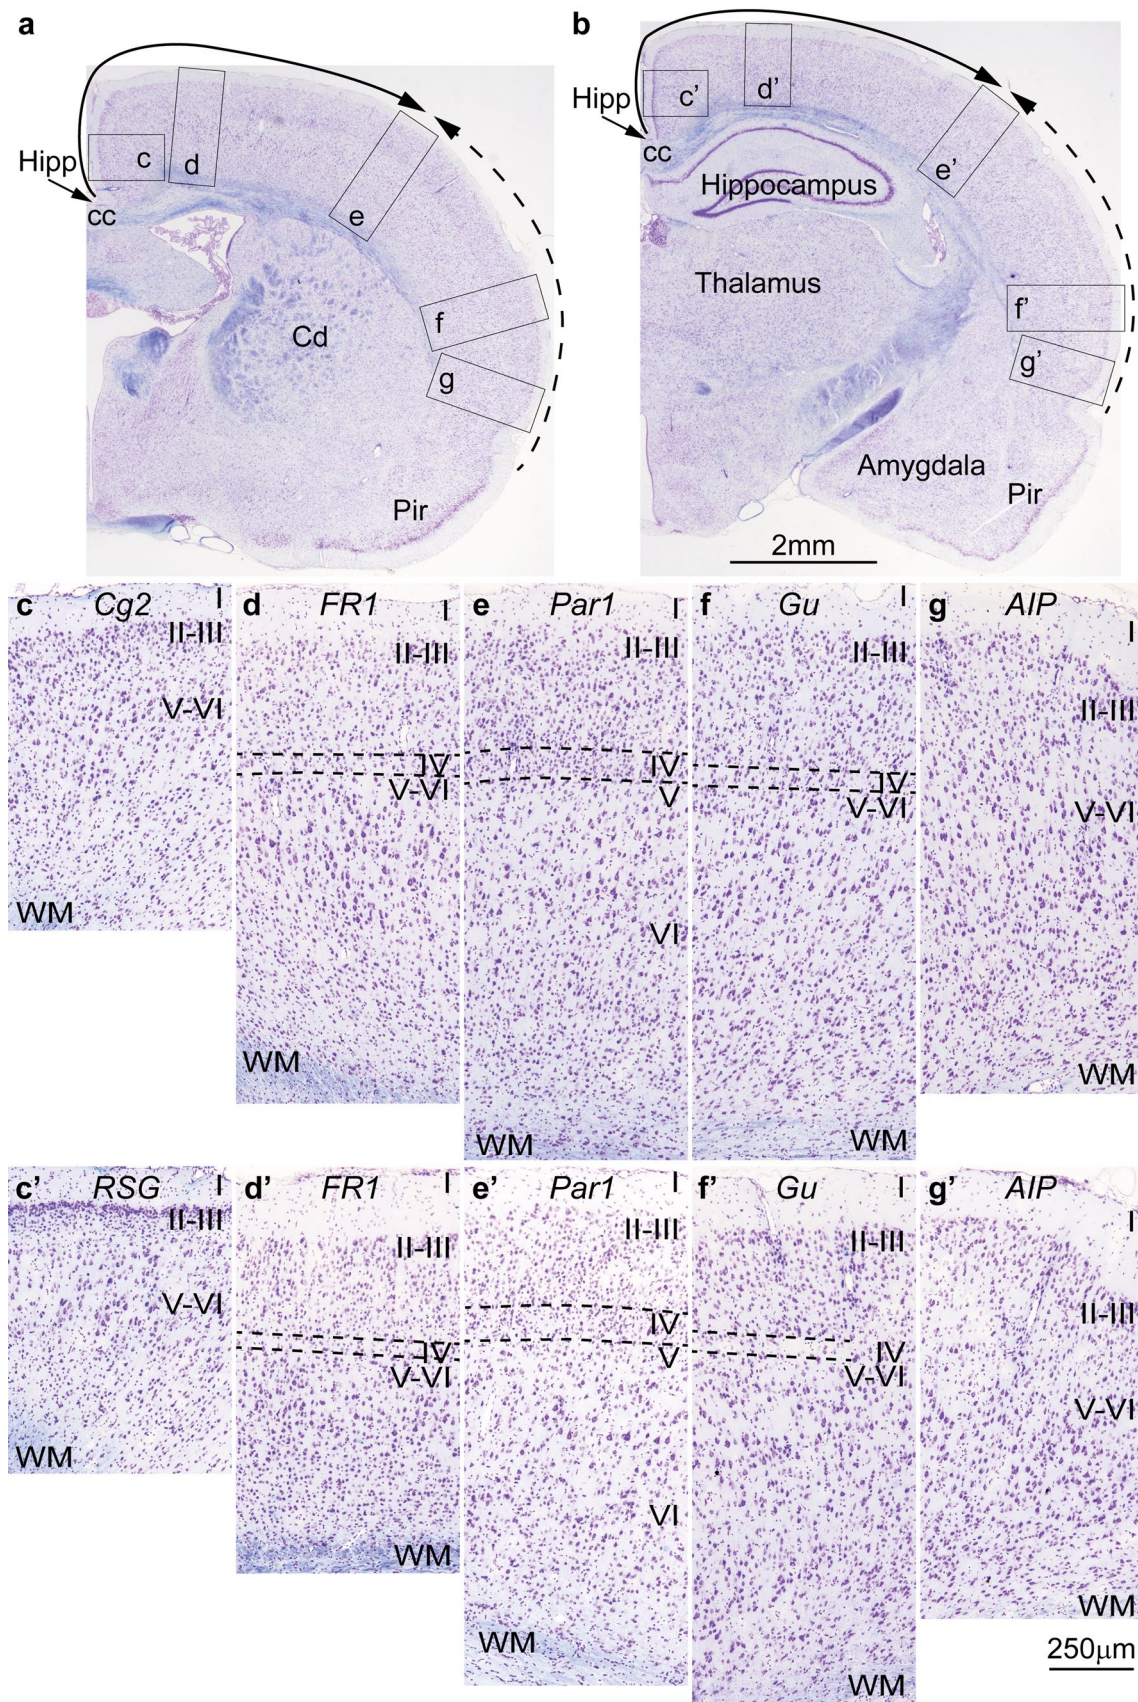 a
b
c
d
e
f
g
Hipp
cc
Cd
Pir
c’
d’
e’
f’
g’
Hipp
cc
Hippocampus
Thalamus
Amygdala
Pir
2mm
c Cg2 I
II-III
V-VI
WM
d FR1 I
II-III
IV
V-VI
WM
e Par1 I
II-III
IV
V
VI
WM
f Gu I
II-III
IV
V-VI
WM
g AIP I
II-III
V-VI
WM
c’ RSG I
II-III
V-VI
WM
d’ FR1 I
II-III
IV
V-VI
WM
e’ Par1 I
II-III
IV
V
VI
WM
f’ Gu I
II-III
IV
V-VI
WM
g’ AIP I
II-III
V-VI
WM
250µm